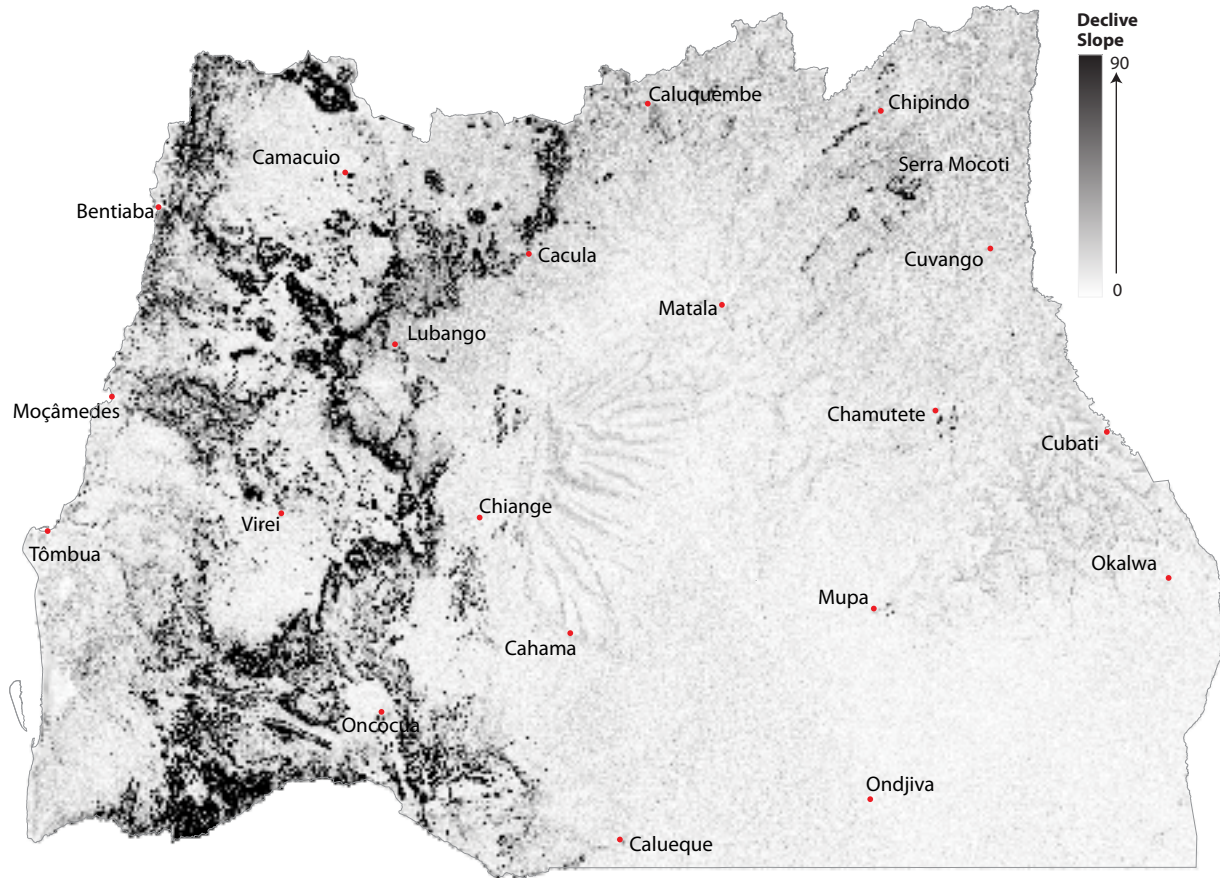 Declive
Slope
90
0
Caluquembe
Chipindo
Camacuio
Serra Mocoti
Bentiaba
Cacula
Cuvango
Matala
Lubango
Moçâmedes
Chamutete
Cubati
Chiange
Virei
Tômbua
Okalwa
Mupa
Cahama
Oncócua
Ondjiva
Calueque